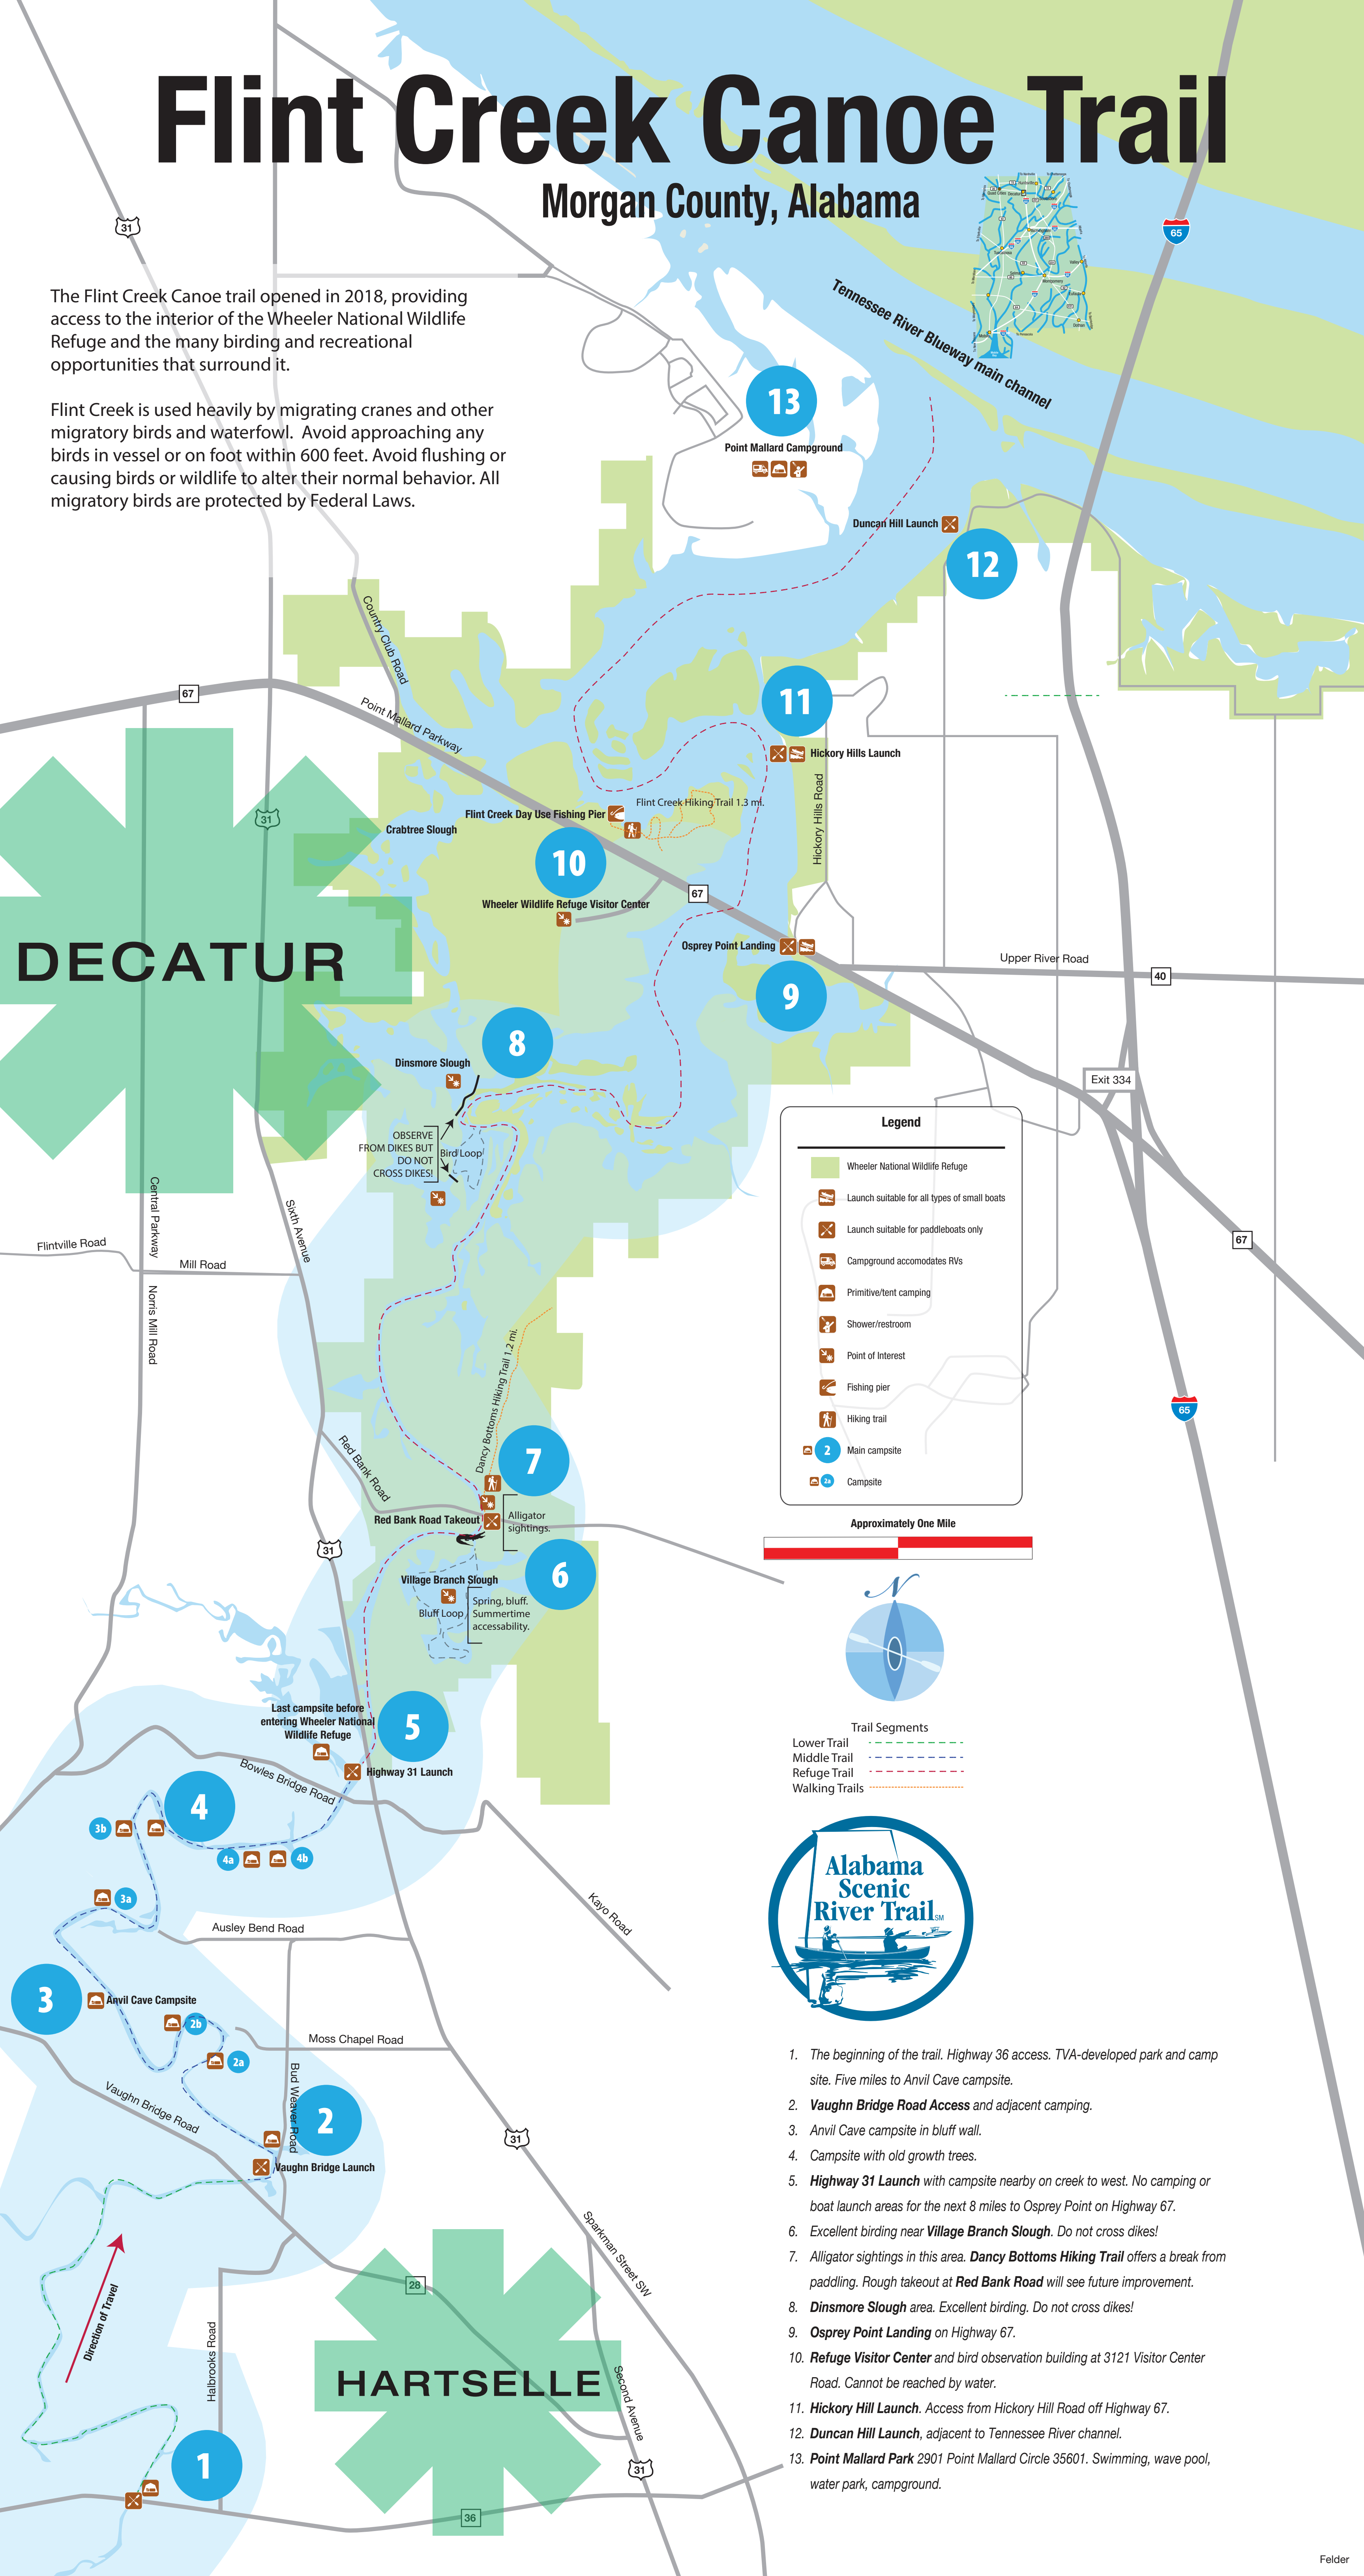 Flint Creek Canoe Trail
Morgan County, Alabama
31
65
The Flint Creek Canoe trail opened in 2018, providing
access to the interior of the Wheeler National Wildlife
Refuge and the many birding and recreational
opportunities that surround it.
Flint Creek is used heavily by migrating cranes and other
migratory birds and waterfowl. Avoid approaching any
birds in vessel or on foot within 600 feet. Avoid flushing or
causing birds or wildlife to alter their normal behavior. All
migratory birds are protected by Federal Laws.
Tennessee River Blueway main channel
13
Point Mallard Campground
Duncan Hill Launch
12
Country Club Road
67
Point Mallard Parkway
11
Hickory Hills Launch
Hickory Hills Road
Flint Creek Hiking Trail 1.3 mi.
Flint Creek Day Use Fishing Pier
31
Crabtree Slough
10
67
Wheeler Wildlife Refuge Visitor Center
DECATUR
Osprey Point Landing
Upper River Road
40
9
8
Dinsmore Slough
Exit 334
OBSERVE
FROM DIKES BUT
DO NOT
CROSS DIKES!
Bird Loop
Central Parkway
Sixth Avenue
Flintville Road
Mill Road
Norris Mill Road
67
65
Legend
Wheeler National Wildlife Refuge
Launch suitable for all types of small boats
Launch suitable for paddleboats only
Campground accomodates RVs
Primitive/tent camping
Shower/restroom
Point of Interest
Fishing pier
Hiking trail
2 Main campsite
2a Campsite
Approximately One Mile
N
Dancy Bottoms Hiking Trail 1.2 mi.
7
Red Bank Road
Red Bank Road Takeout
Alligator
sightings.
31
6
Village Branch Slough
Bluff Loop
Spring, bluff.
Summertime
accessability.
Last campsite before
entering Wheeler National
Wildlife Refuge
5
Highway 31 Launch
Bowles Bridge Road
4
3b
4a
4b
3a
Ausley Bend Road
Kayo Road
3
Anvil Cave Campsite
2b
2a
Moss Chapel Road
Vaughn Bridge Road
Bud Weaver Road
2
Vaughn Bridge Launch
31
Sparkman Street SW
28
Direction of Travel
Halbrooks Road
HARTSELLE
Second Avenue
1
31
36
Trail Segments
Lower Trail
Middle Trail
Refuge Trail
Walking Trails
Alabama
Scenic
River Trail SM
1. The beginning of the trail. Highway 36 access. TVA-developed park and camp
site. Five miles to Anvil Cave campsite.
2. Vaughn Bridge Road Access and adjacent camping.
3. Anvil Cave campsite in bluff wall.
4. Campsite with old growth trees.
5. Highway 31 Launch with campsite nearby on creek to west. No camping or
boat launch areas for the next 8 miles to Osprey Point on Highway 67.
6. Excellent birding near Village Branch Slough. Do not cross dikes!
7. Alligator sightings in this area. Dancy Bottoms Hiking Trail offers a break from
paddling. Rough takeout at Red Bank Road will see future improvement.
8. Dinsmore Slough area. Excellent birding. Do not cross dikes!
9. Osprey Point Landing on Highway 67.
10. Refuge Visitor Center and bird observation building at 3121 Visitor Center
Road. Cannot be reached by water.
11. Hickory Hill Launch. Access from Hickory Hill Road off Highway 67.
12. Duncan Hill Launch, adjacent to Tennessee River channel.
13. Point Mallard Park 2901 Point Mallard Circle 35601. Swimming, wave pool,
water park, campground.
Felder